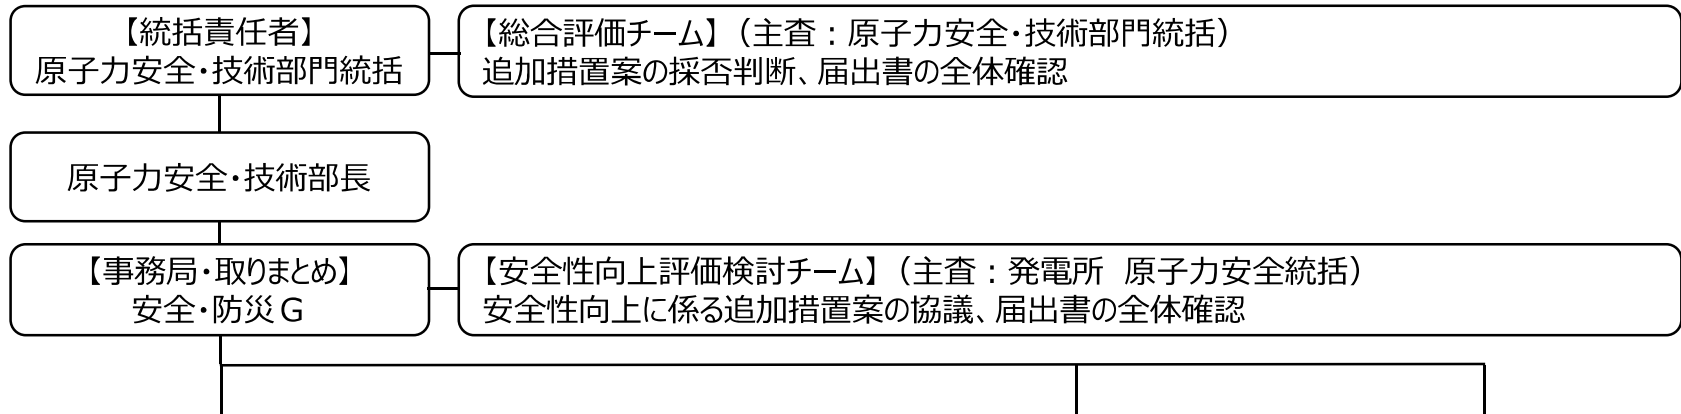 【統括責任者】
原子力安全・技術部門統括
【総合評価チーム】（主査：原子力安全・技術部門統括）
追加措置案の採否判断、届出書の全体確認
原子力安全・技術部長
【事務局・取りまとめ】
安全・防災G
【安全性向上評価検討チーム】（主査：発電所　原子力安全統括）
安全性向上に係る追加措置案の協議、届出書の全体確認